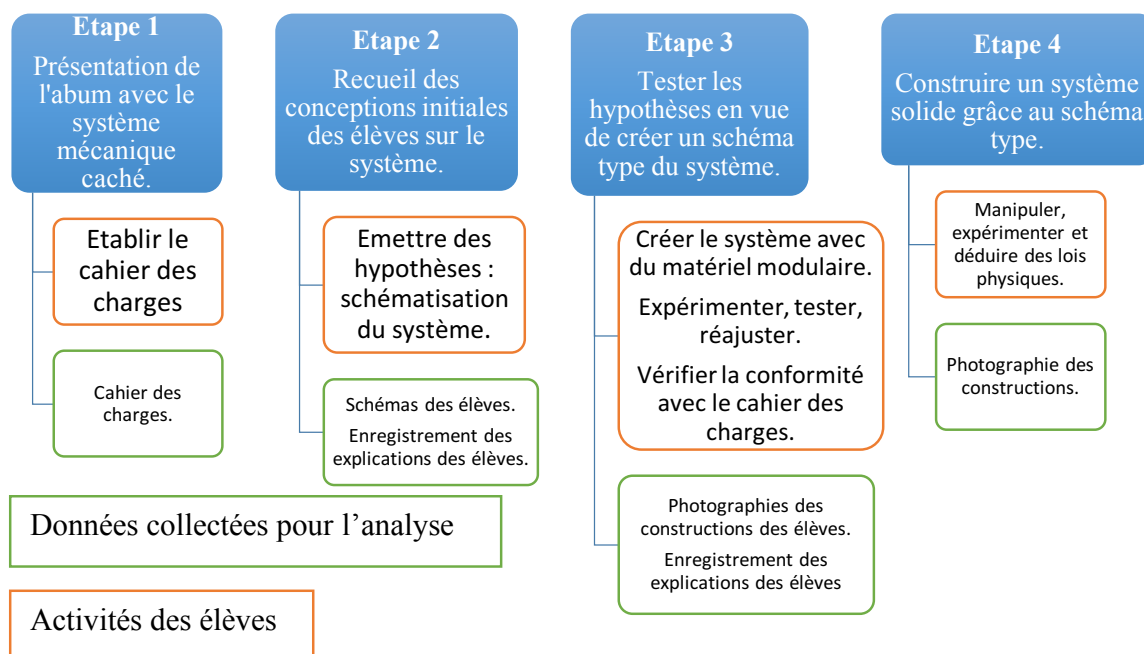 Etape 1
Présentation de
l'abum avec le
système
mécanique
caché.
Etablir le
cahier des
charges
Cahier des
charges.
Etape 2
Recueil des
conceptions initiales
des élèves sur le
système.
Emettre des
hypothèses :
schématisation
du système.
Schémas des élèves.
Enregistrement des
explications des élèves.
Etape 3
Tester les
hypothèses en vue
de créer un schéma
type du système.
Créer le système avec
du matériel modulaire.
Expérimenter, tester,
réajuster.
Vérifier la conformité
avec le cahier des
charges.
Photographies des
constructions des élèves.
Enregistrement des
explications des élèves
Etape 4
Construire un système
solide grâce au schéma
type.
Manipuler,
expérimenter et
déduire des lois
physiques.
Photographie des
constructions.
Données collectées pour l’analyse
Activités des élèves